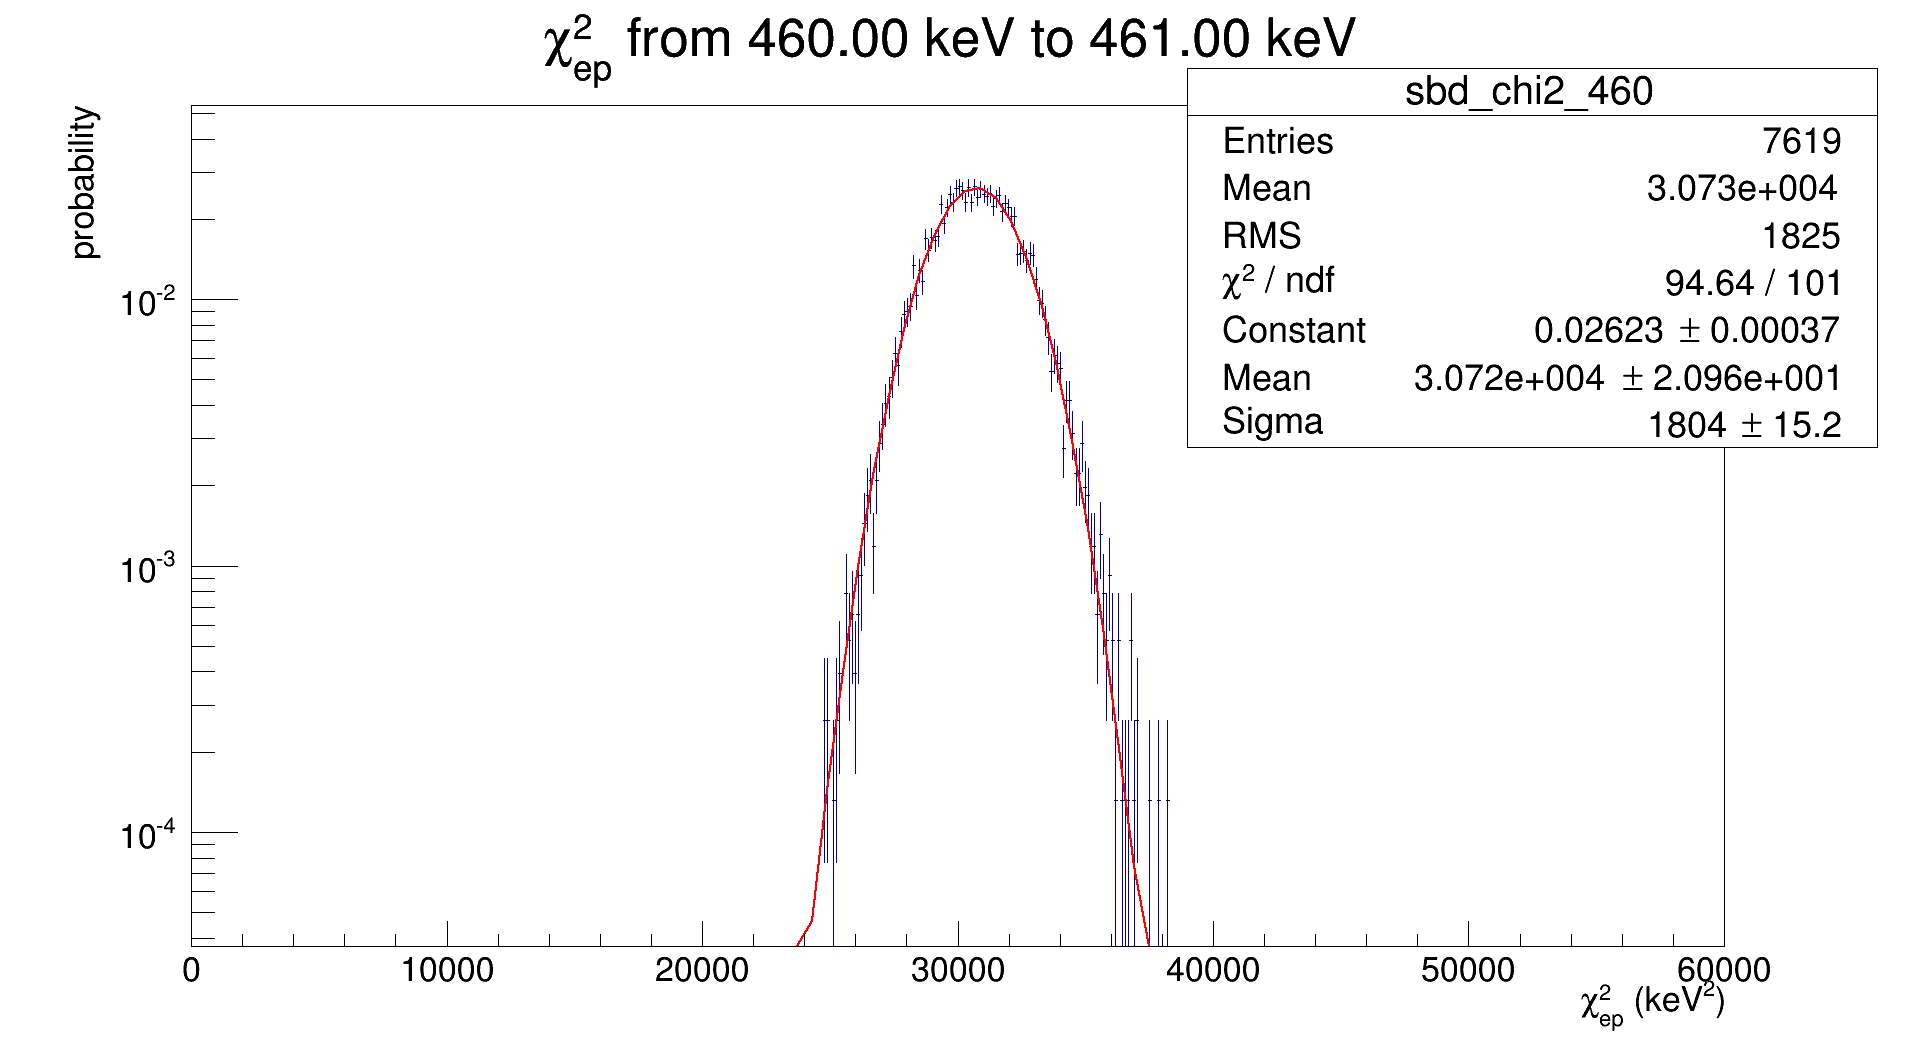 χ²ep from 460.00 keV to 461.00 keV
sbd_chi2_460
Entries 7619
Mean 3.073e+004
RMS 1825
χ² / ndf 94.64 / 101
Constant 0.02623 ± 0.00037
Mean 3.072e+004 ± 2.096e+001
Sigma 1804 ± 15.2
probability
10⁻²
10⁻³
10⁻⁴
0 10000 20000 30000 40000 50000 60000
χ²ep (keV²)